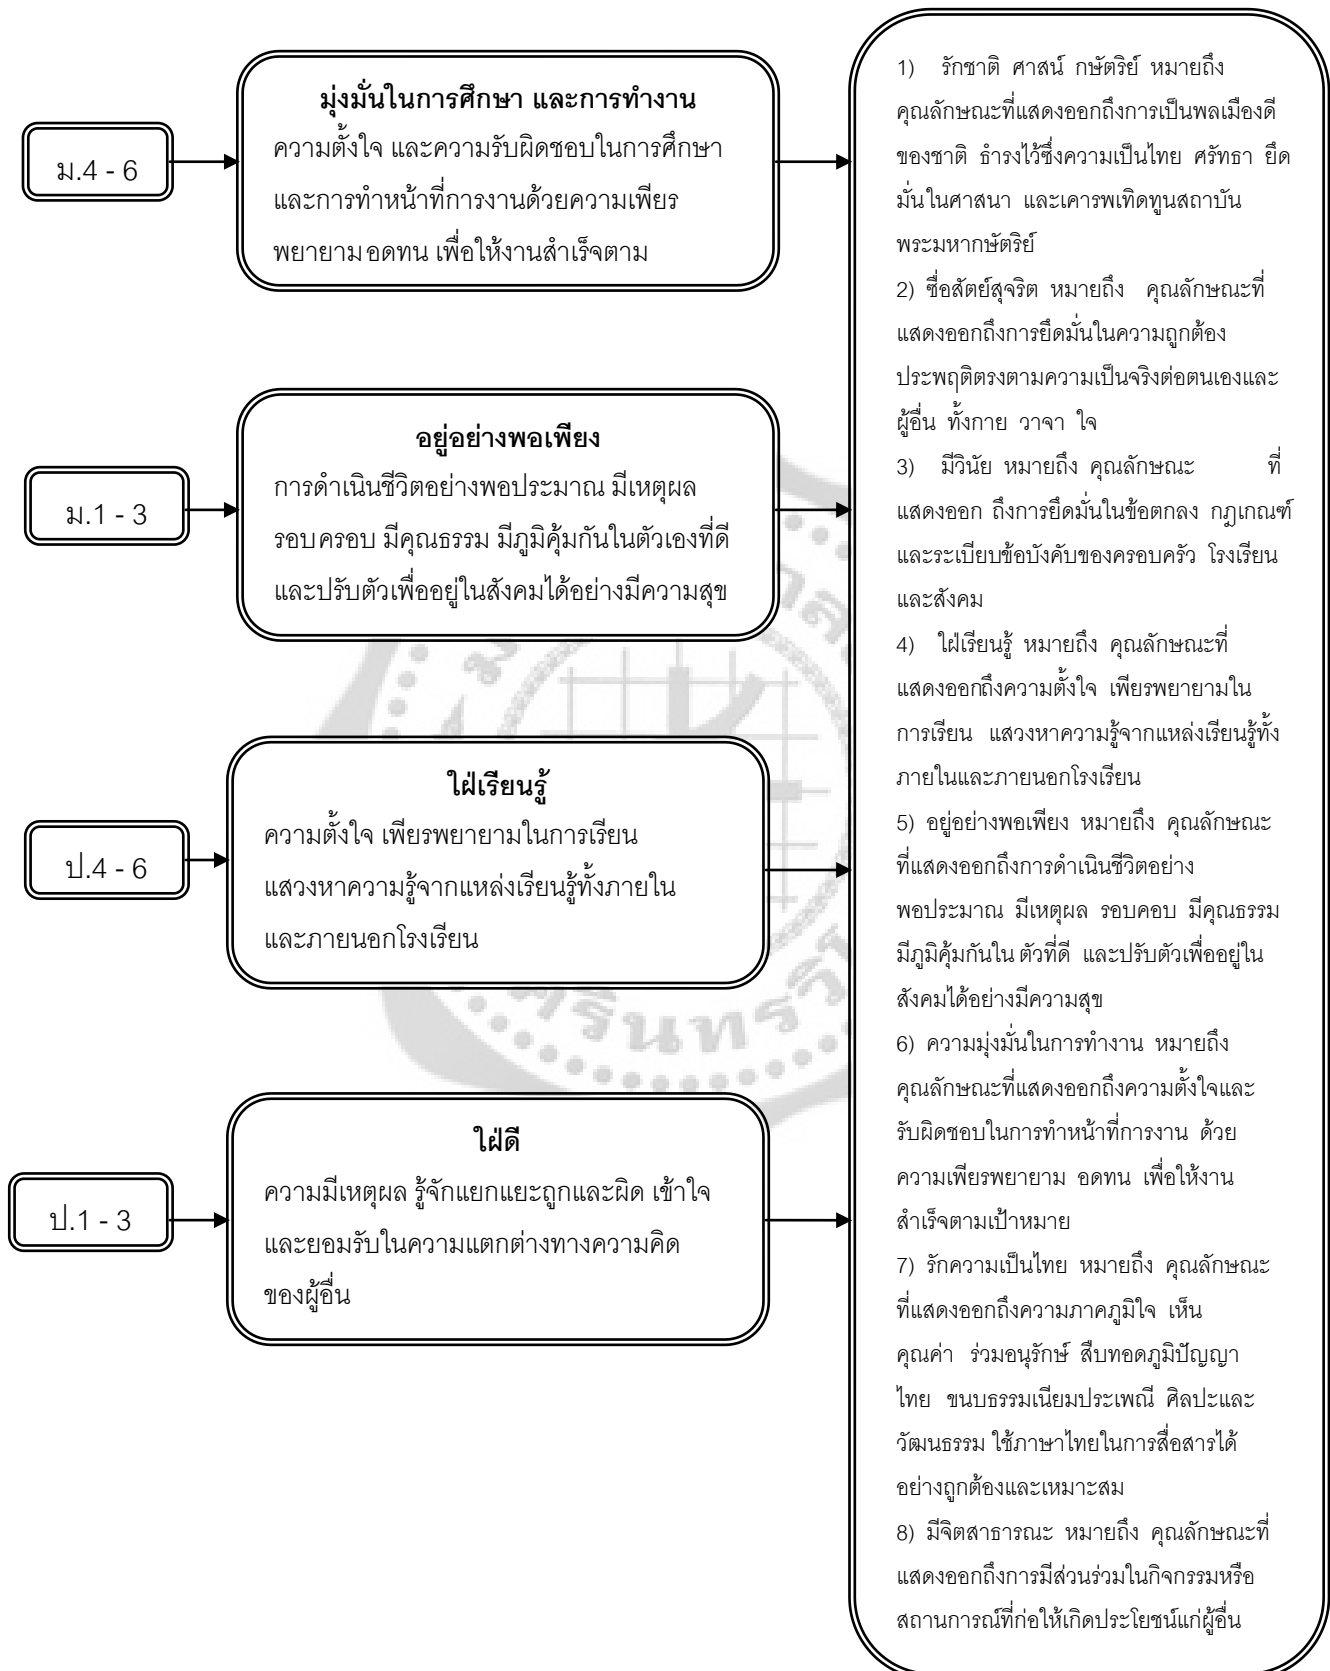 ม.4 - 6
มุ่งมั่นในการศึกษา และการทำงาน
ความตั้งใจ และความรับผิดชอบในการศึกษา
และการทำหน้าที่การงานด้วยความเพียร
พยายาม อดทน เพื่อให้งานสำเร็จตาม
ม.1 - 3
อยู่อย่างพอเพียง
การดำเนินชีวิตอย่างพอประมาณ มีเหตุผล
รอบครอบ มีคุณธรรม มีภูมิคุ้มกันในตัวเองที่ดี
และปรับตัวเพื่ออยู่ในสังคมได้อย่างมีความสุข
ป.4 - 6
ใฝ่เรียนรู้
ความตั้งใจ เพียรพยายามในการเรียน
แสวงหาความรู้จากแหล่งเรียนรู้ทั้งภายใน
และภายนอกโรงเรียน
ป.1 - 3
ใฝ่ดี
ความมีเหตุผล รู้จักแยกแยะถูกและผิด เข้าใจ
และยอมรับในความแตกต่างทางความคิด
ของผู้อื่น
1) รักชาติ ศาสน์ กษัตริย์ หมายถึง
คุณลักษณะที่แสดงออกถึงการเป็นพลเมืองดี
ของชาติ ธำรงไว้ซึ่งความเป็นไทย ศรัทธา ยึด
มั่นในศาสนา และเคารพเทิดทูนสถาบัน
พระมหากษัตริย์
2) ซื่อสัตย์สุจริต หมายถึง คุณลักษณะที่
แสดงออกถึงการยึดมั่นในความถูกต้อง
ประพฤติตรงตามความเป็นจริงต่อตนเองและ
ผู้อื่น ทั้งกาย วาจา ใจ
3) มีวินัย หมายถึง คุณลักษณะ ที่
แสดงออก ถึงการยึดมั่นในข้อตกลง กฎเกณฑ์
และระเบียบข้อบังคับของครอบครัว โรงเรียน
และสังคม
4) ใฝ่เรียนรู้ หมายถึง คุณลักษณะที่
แสดงออกถึงความตั้งใจ เพียรพยายามใน
การเรียน แสวงหาความรู้จากแหล่งเรียนรู้ทั้ง
ภายในและภายนอกโรงเรียน
5) อยู่อย่างพอเพียง หมายถึง คุณลักษณะ
ที่แสดงออกถึงการดำเนินชีวิตอย่าง
พอประมาณ มีเหตุผล รอบคอบ มีคุณธรรม
มีภูมิคุ้มกันใน ตัวที่ดี และปรับตัวเพื่ออยู่ใน
สังคมได้อย่างมีความสุข
6) ความมุ่งมั่นในการทำงาน หมายถึง
คุณลักษณะที่แสดงออกถึงความตั้งใจและ
รับผิดชอบในการทำหน้าที่การงาน ด้วย
ความเพียรพยายาม อดทน เพื่อให้งาน
สำเร็จตามเป้าหมาย
7) รักความเป็นไทย หมายถึง คุณลักษณะ
ที่แสดงออกถึงความภาคภูมิใจ เห็น
คุณค่า ร่วมอนุรักษ์ สืบทอดภูมิปัญญา
ไทย ขนบธรรมเนียมประเพณี ศิลปะและ
วัฒนธรรม ใช้ภาษาไทยในการสื่อสารได้
อย่างถูกต้องและเหมาะสม
8) มีจิตสาธารณะ หมายถึง คุณลักษณะที่
แสดงออกถึงการมีส่วนร่วมในกิจกรรมหรือ
สถานการณ์ที่ก่อให้เกิดประโยชน์แก่ผู้อื่น